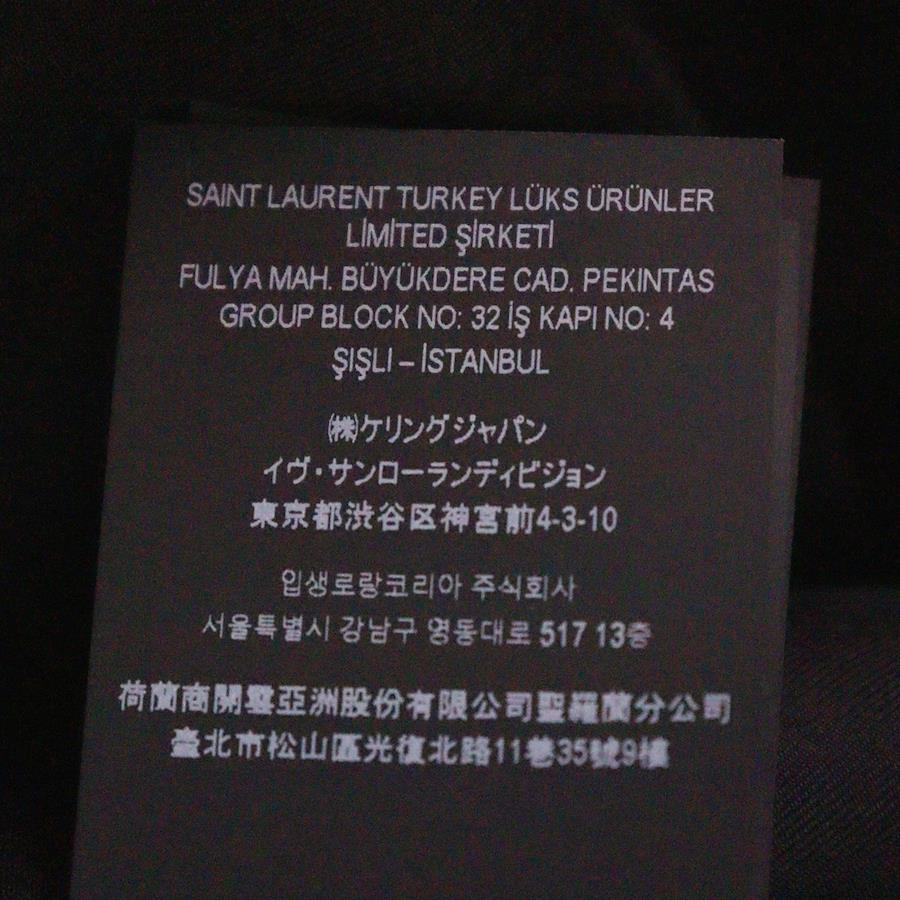 SAINT LAURENT TURKEY LÜKS ÜRÜNLER
LİMİTED ŞİRKETİ
FULYA MAH. BÜYÜKDERE CAD. PEKINTAS
GROUP BLOCK NO: 32 İŞ KAPI NO: 4
ŞIŞLI – İSTANBUL
㈱ケリングジャパン
イヴ・サンローランディビジョン
東京都渋谷区神宮前4-3-10
입생로랑코리아 주식회사
서울특별시 강남구 영동대로 517 13층
荷蘭商開雲亞洲股份有限公司聖羅蘭分公司
臺北市松山區光復北路11巷35號9樓